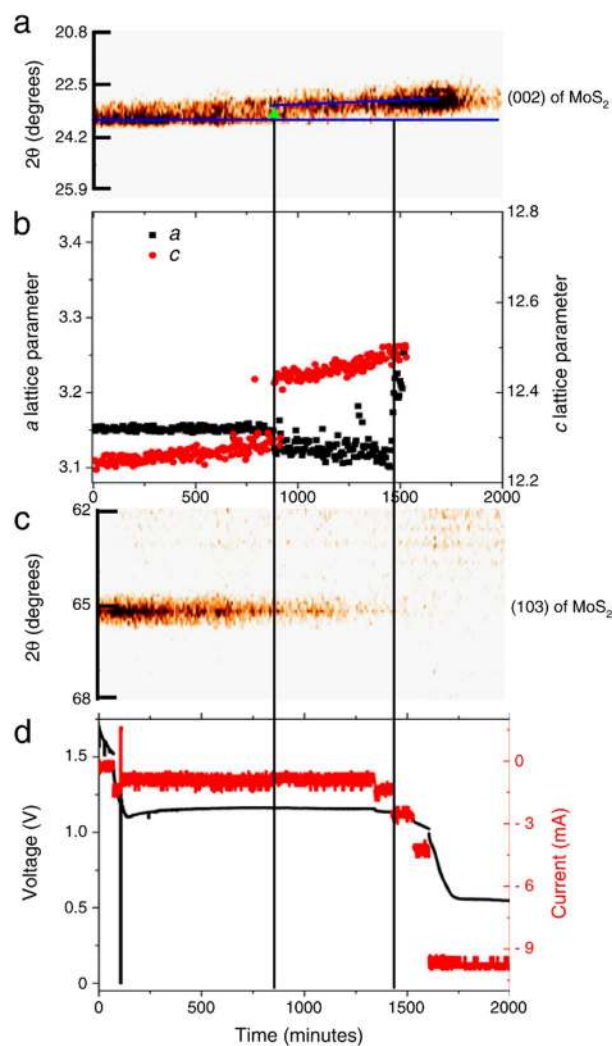 a
20.8
22.5
24.2
25.9
2θ (degrees)
(002) of MoS2
b
a
c
3.4
3.3
3.2
3.1
a lattice parameter
12.8
12.6
12.4
12.2
c lattice parameter
0 500 1000 1500 2000
c
62
65
68
2θ (degrees)
(103) of MoS2
d
1.5
1.0
0.5
0
Voltage (V)
0
- 3
- 6
- 9
Current (mA)
0 500 1000 1500 2000
Time (minutes)